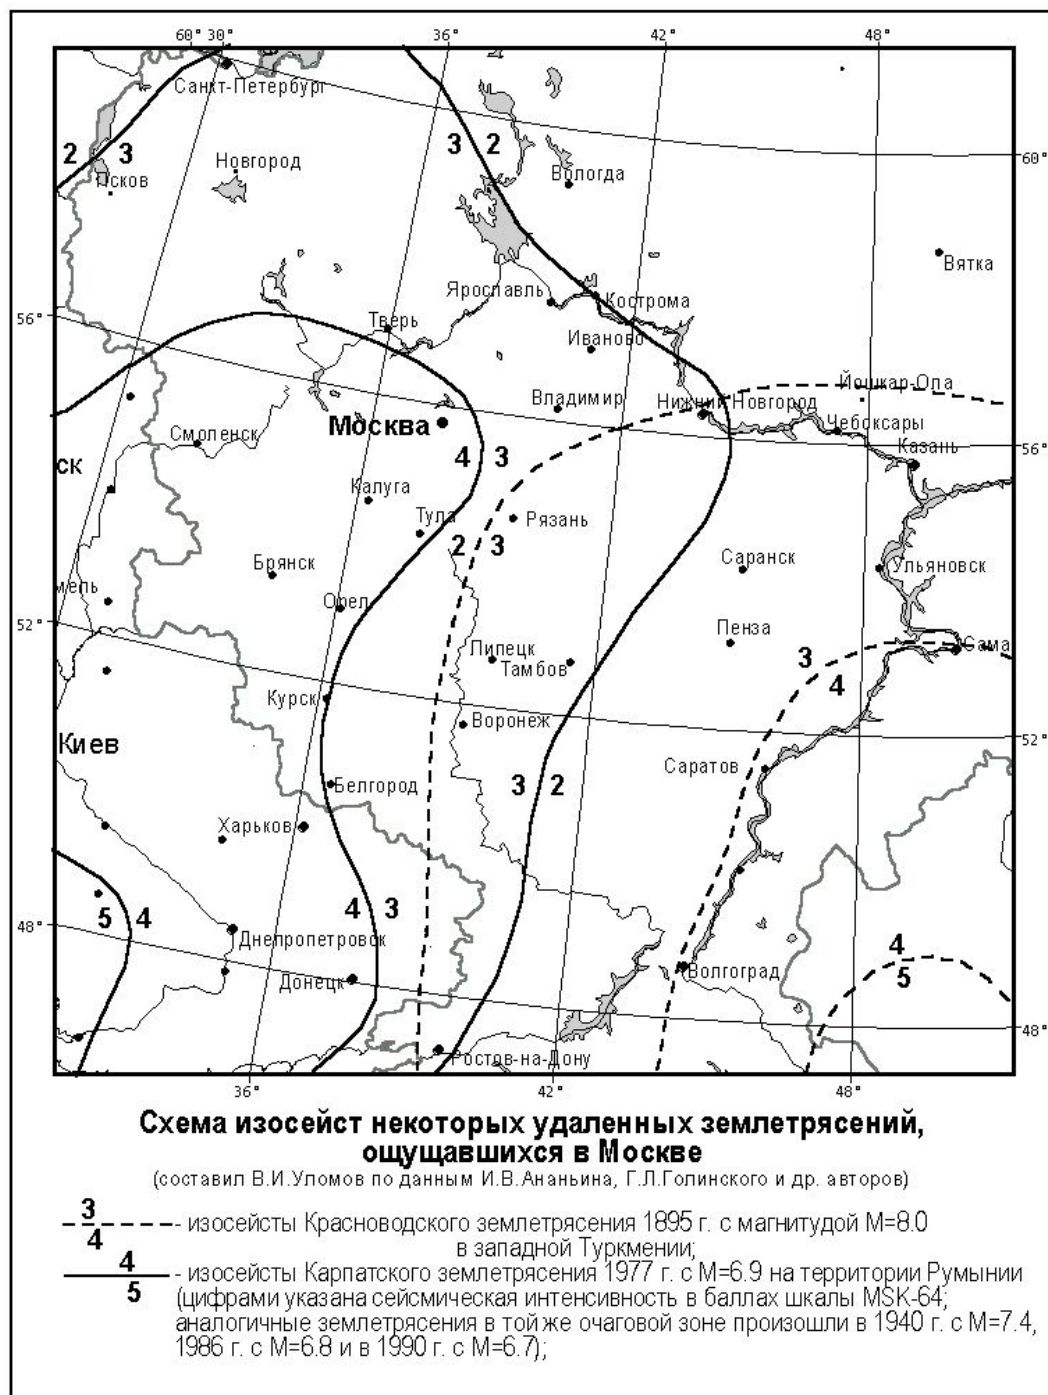 60° 30° 36° 42° 48°
Санкт-Петербург
3 2
2 3
60°
Новгород
Вологда
Псков
Вятка
Ярославль
Кострома
56°
Тверь
Иваново
Йошкар-Ола
Владимир
Нижний Новгород
Москва
Чебоксары
Смоленск
56°
Казань
ск
4 3
Калуга
Тула
Рязань
2 3
Саранск
Брянск
Ульяновск
мель
Орел
52°
Пенза
Липецк
Сама
Тамбов
3
4
Курск
Воронеж
52°
Киев
Саратов
Белгород
3 2
Харьков
5 4
4 3
48°
Днепропетровск
4
5
Волгоград
Донецк
48°
Ростов-на-Дону
36° 42° 48°
Схема изосейст некоторых удаленных землетрясений,
ощущавшихся в Москве
(составил В.И.Уломов по данным И.В.Ананьина, Г.Л.Голинского и др. авторов)
3
4
- изосейсты Красноводского землетрясения 1895 г. с магнитудой M=8.0
в западной Туркмении;
4
5
- изосейсты Карпатского землетрясения 1977 г. с M=6.9 на территории Румынии
(цифрами указана сейсмическая интенсивность в баллах шкалы MSK-64;
аналогичные землетрясения в той же очаговой зоне произошли в 1940 г. с M=7.4,
1986 г. с M=6.8 и в 1990 г. с M=6.7);